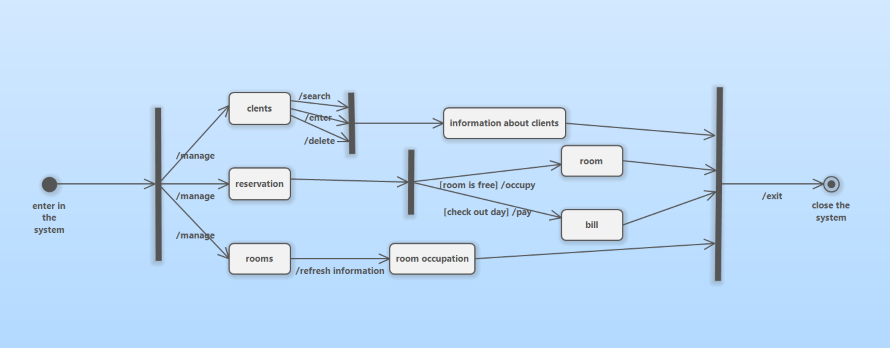 /search
clents
/enter
information about clients
/delete
/manage
room
enter in
the
system
/manage
reservation
[room is free] /occupy
[check out day] /pay
bill
/exit
close the
system
/manage
rooms
/refresh information
room occupation